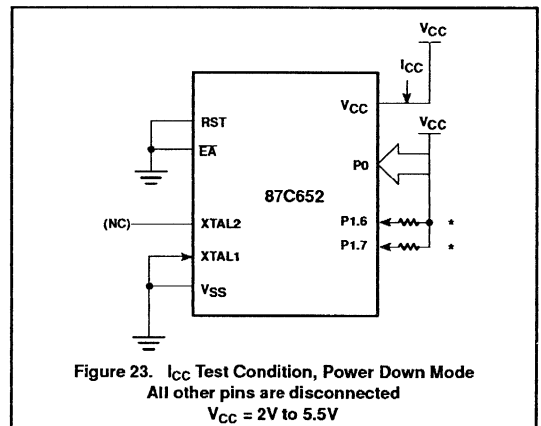 VCC
ICC
VCC
VCC
RST
EA
P0
87C652
(NC)
XTAL2
P1.6
*
XTAL1
P1.7
*
VSS
Figure 23. ICC Test Condition, Power Down Mode
All other pins are disconnected
VCC = 2V to 5.5V